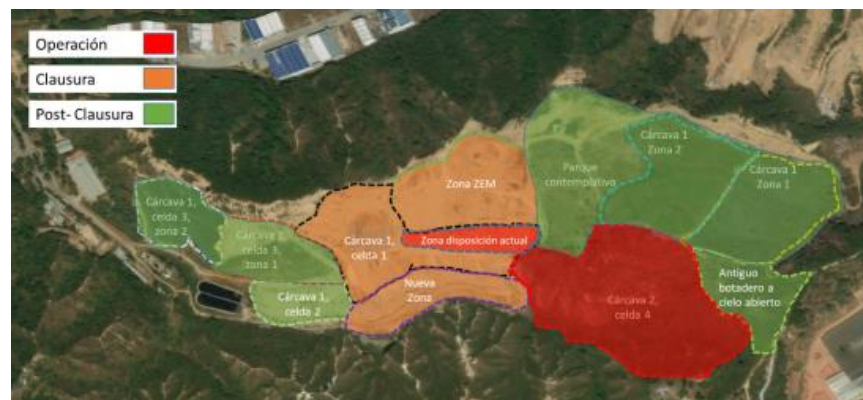 Operación
Clausura
Post- Clausura
Cárcava 1,
celda 3,
zona 2
Cárcava 1,
celda 3,
zona 1
Cárcava 1,
celda 2
Cárcava 1,
celda 1
Zona ZEM
Zona disposición actual
Nueva
Zona
Parque
contemplativo
Cárcava 1
Zona 2
Cárcava 1
Zona 1
Cárcava 2,
celda 4
Antiguo
botadero a
cielo abierto